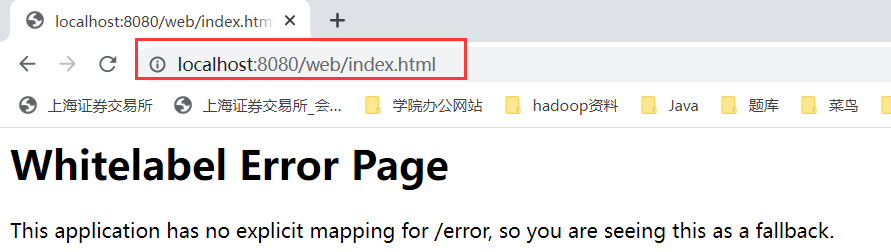 localhost:8080/web/index.htm
localhost:8080/web/index.html
上海证券交易所 上海证券交易所_会... 学院办公网站 hadoop资料 Java 题库 菜鸟
Whitelabel Error Page
This application has no explicit mapping for /error, so you are seeing this as a fallback.